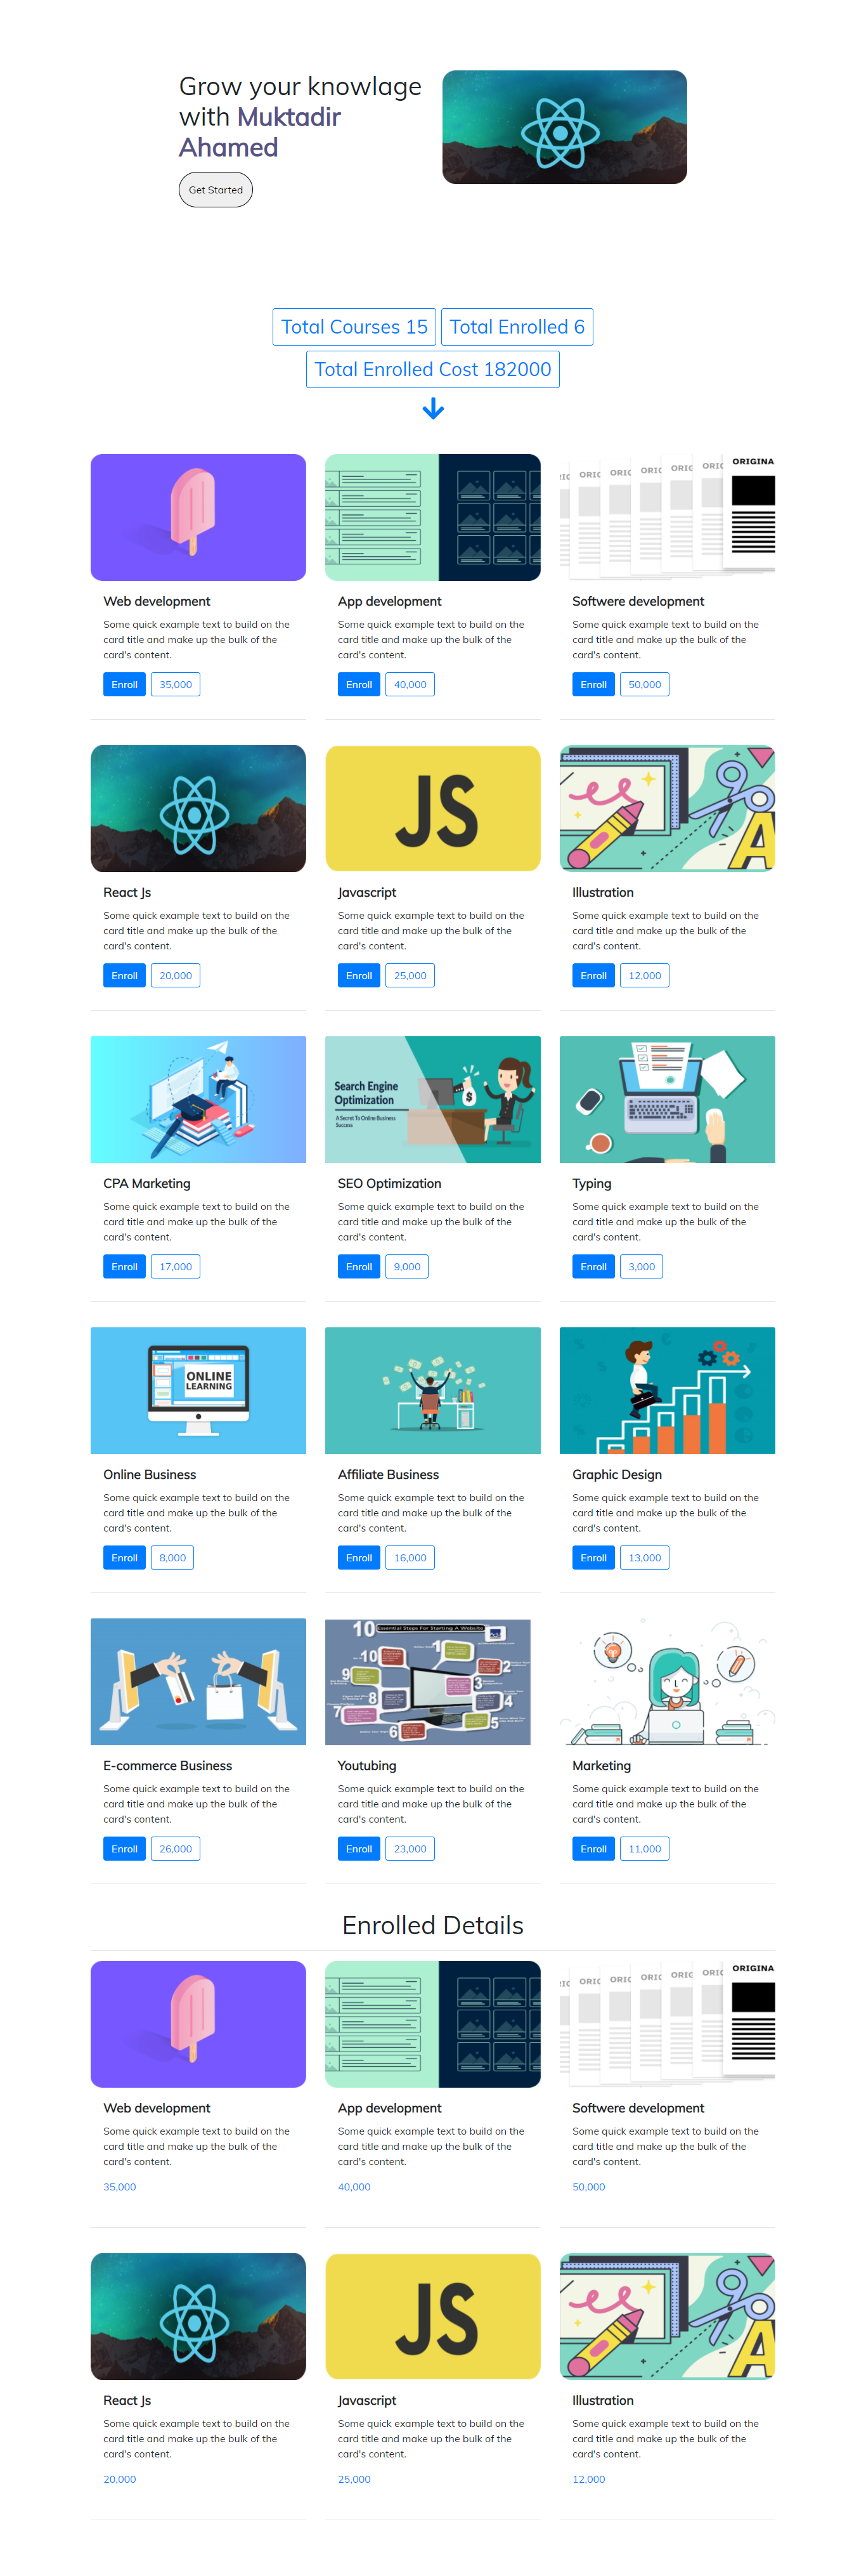 Grow your knowlage
with Muktadir
Ahamed
Get Started
Total Courses 15
Total Enrolled 6
Total Enrolled Cost 182000
ORIGINA
Web development
Some quick example text to build on the
card title and make up the bulk of the
card's content.
Enroll
35,000
App development
Some quick example text to build on the
card title and make up the bulk of the
card's content.
Enroll
40,000
Softwere development
Some quick example text to build on the
card title and make up the bulk of the
card's content.
Enroll
50,000
JS
A
React Js
Some quick example text to build on the
card title and make up the bulk of the
card's content.
Enroll
20,000
Javascript
Some quick example text to build on the
card title and make up the bulk of the
card's content.
Enroll
25,000
Illustration
Some quick example text to build on the
card title and make up the bulk of the
card's content.
Enroll
12,000
Search Engine
Optimization
A Secret To Online Business
Success
CPA Marketing
Some quick example text to build on the
card title and make up the bulk of the
card's content.
Enroll
17,000
SEO Optimization
Some quick example text to build on the
card title and make up the bulk of the
card's content.
Enroll
9,000
Typing
Some quick example text to build on the
card title and make up the bulk of the
card's content.
Enroll
3,000
ONLINE
LEARNING
Online Business
Some quick example text to build on the
card title and make up the bulk of the
card's content.
Enroll
8,000
Affiliate Business
Some quick example text to build on the
card title and make up the bulk of the
card's content.
Enroll
16,000
Graphic Design
Some quick example text to build on the
card title and make up the bulk of the
card's content.
Enroll
13,000
10 Essential Steps For Starting A Website
10
1
2
9
3
8
4
7
5
6
E-commerce Business
Some quick example text to build on the
card title and make up the bulk of the
card's content.
Enroll
26,000
Youtubing
Some quick example text to build on the
card title and make up the bulk of the
card's content.
Enroll
23,000
Marketing
Some quick example text to build on the
card title and make up the bulk of the
card's content.
Enroll
11,000
Enrolled Details
ORIGINA
Web development
Some quick example text to build on the
card title and make up the bulk of the
card's content.
35,000
App development
Some quick example text to build on the
card title and make up the bulk of the
card's content.
40,000
Softwere development
Some quick example text to build on the
card title and make up the bulk of the
card's content.
50,000
JS
A
React Js
Some quick example text to build on the
card title and make up the bulk of the
card's content.
20,000
Javascript
Some quick example text to build on the
card title and make up the bulk of the
card's content.
25,000
Illustration
Some quick example text to build on the
card title and make up the bulk of the
card's content.
12,000